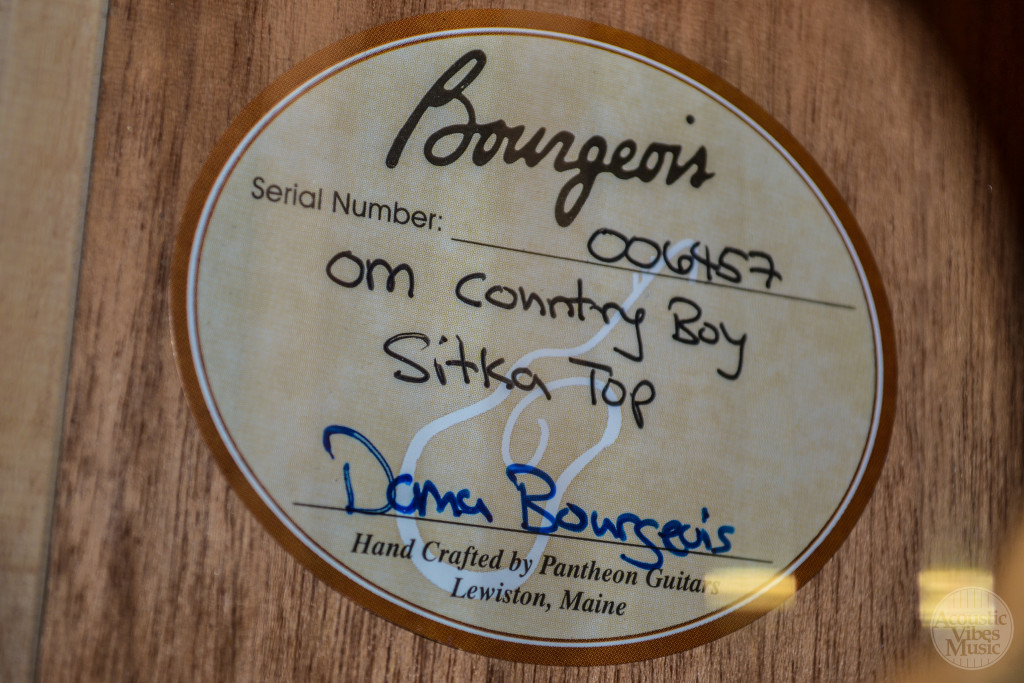 Bourgeois
Serial Number: 006457
OM Country Boy
Sitka Top
Dana Bourgeois
Hand Crafted by Pantheon Guitars
Lewiston, Maine
Acoustic
Vibes
Music